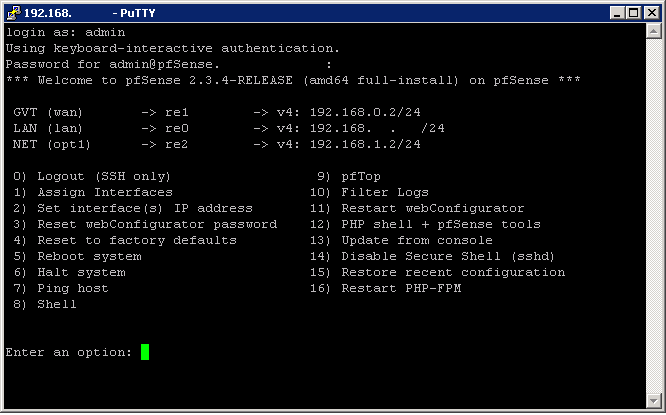 192.168. - PuTTY
login as: admin
Using keyboard-interactive authentication.
Password for admin@pfSense. :
*** Welcome to pfSense 2.3.4-RELEASE (amd64 full-install) on pfSense ***
GVT (wan) -> re1 -> v4: 192.168.0.2/24
LAN (lan) -> re0 -> v4: 192.168. . /24
NET (opt1) -> re2 -> v4: 192.168.1.2/24
0) Logout (SSH only) 9) pfTop
1) Assign Interfaces 10) Filter Logs
2) Set interface(s) IP address 11) Restart webConfigurator
3) Reset webConfigurator password 12) PHP shell + pfSense tools
4) Reset to factory defaults 13) Update from console
5) Reboot system 14) Disable Secure Shell (sshd)
6) Halt system 15) Restore recent configuration
7) Ping host 16) Restart PHP-FPM
8) Shell
Enter an option: